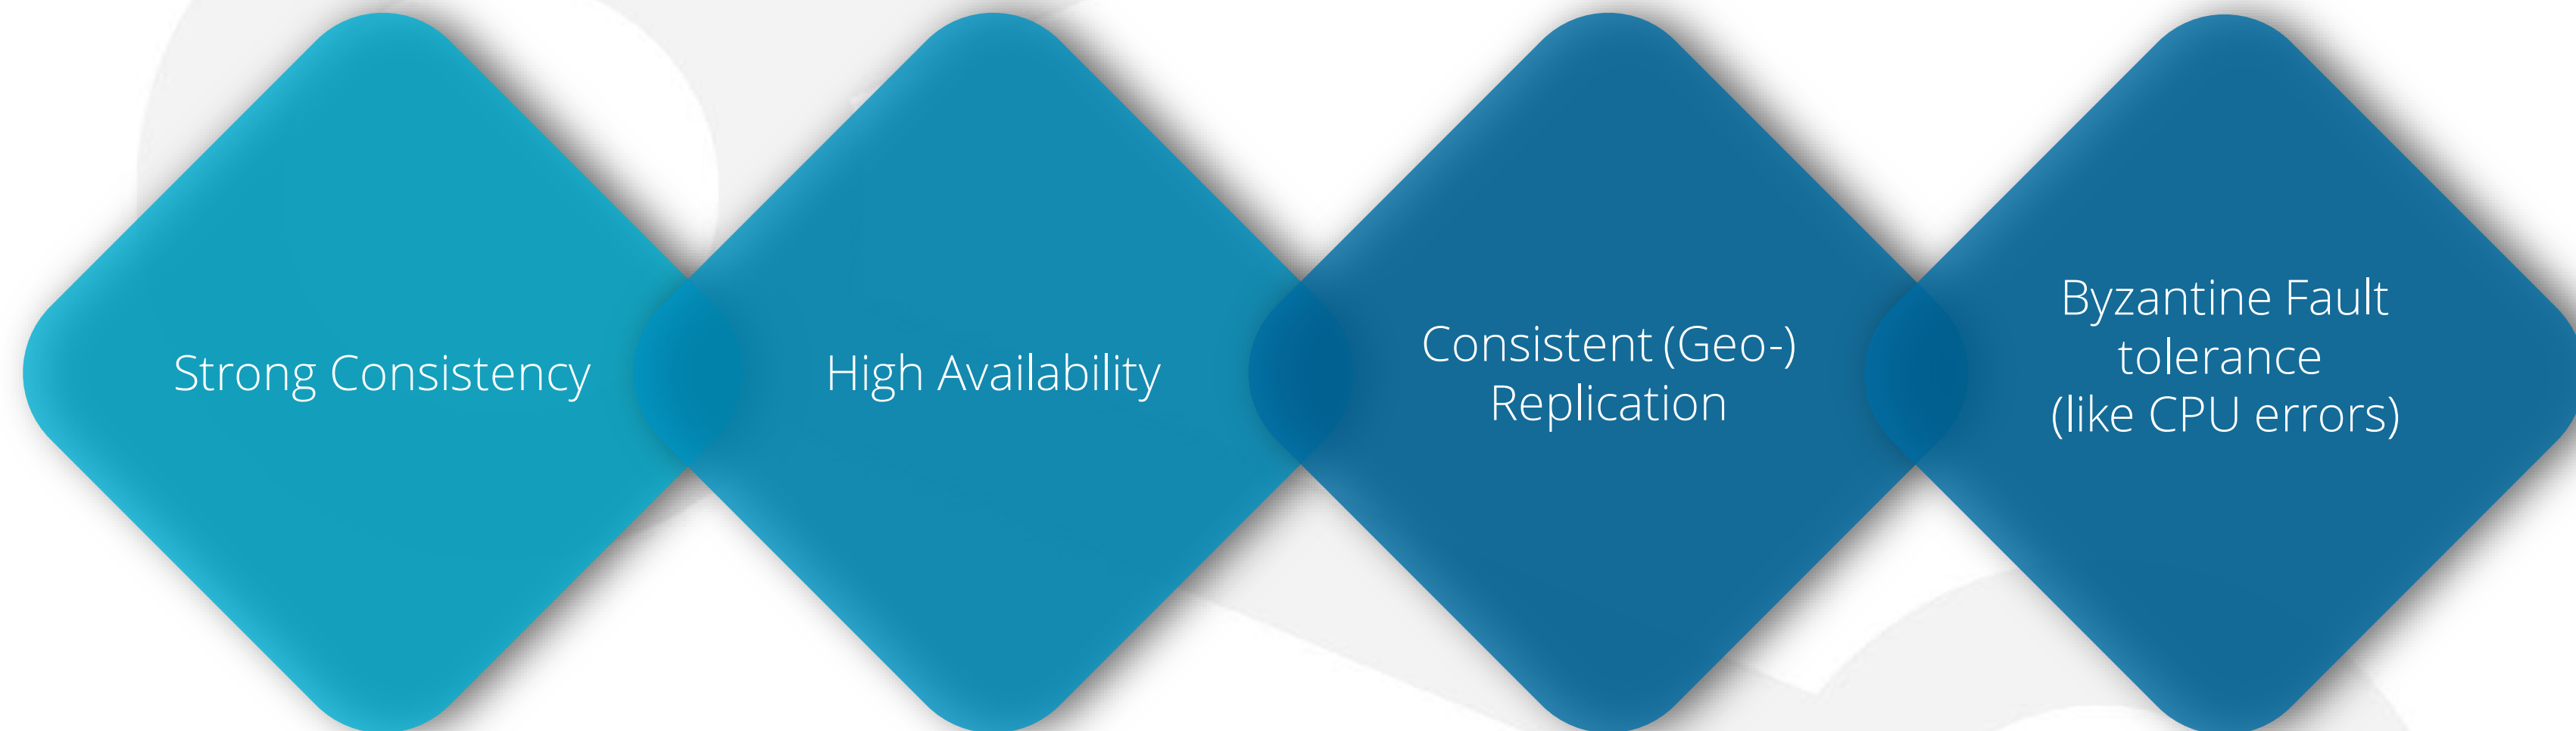 Strong Consistency
High Availability
Consistent (Geo-)
Replication
Byzantine Fault
tolerance
(like CPU errors)